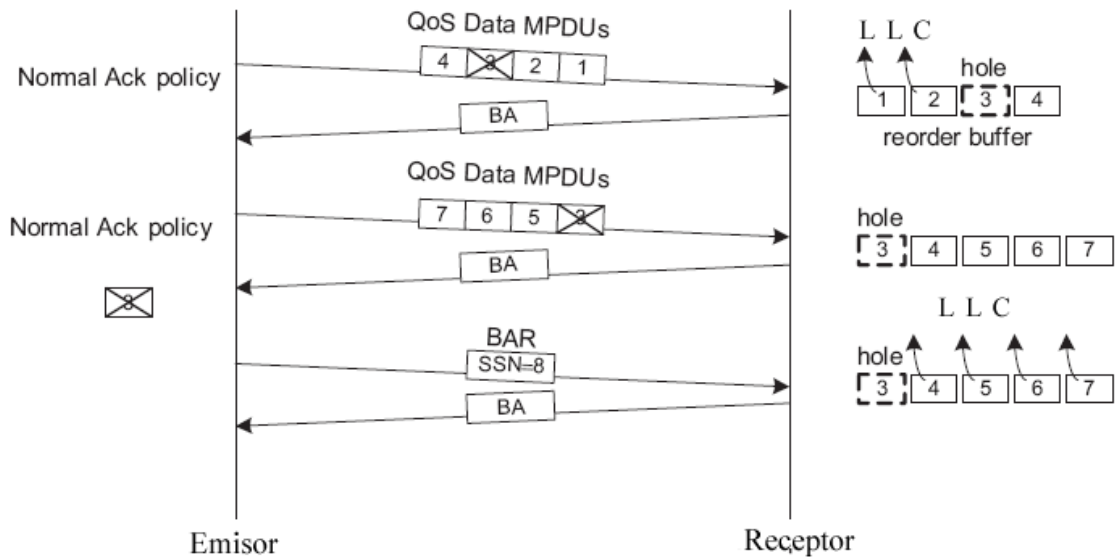 QoS Data MPDUs
L L C
4 3 2 1
Normal Ack policy
hole
1 2 3 4
BA
reorder buffer
QoS Data MPDUs
7 6 5 3
Normal Ack policy
hole
3 4 5 6 7
BA
3
L L C
BAR
SSN=8
hole
3 4 5 6 7
BA
Emisor
Receptor